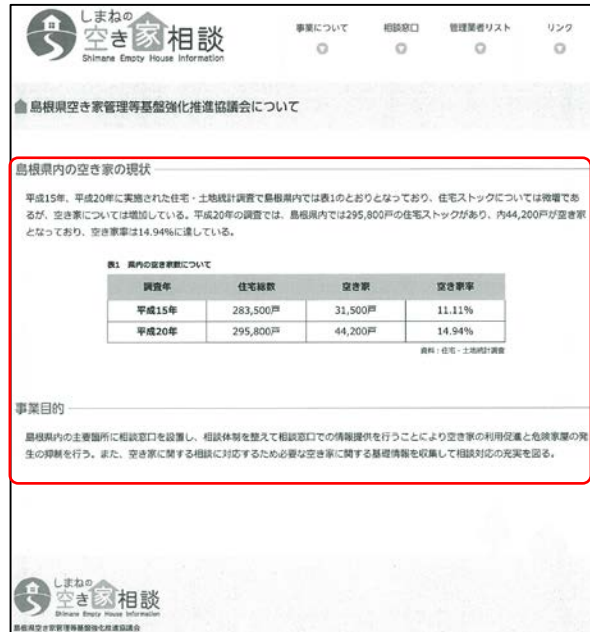 しまねの
空き家相談
Shimane Empty House Information
事業について 相談窓口 管理業者リスト リンク
島根県空き家管理等基盤強化推進協議会について
島根県内の空き家の現状
平成15年、平成20年に実施された住宅・土地統計調査で島根県内では表1のとおりとなっており、住宅ストックについては微増であ
るが、空き家については増加している。平成20年の調査では、島根県内では295,800戸の住宅ストックがあり、内44,200戸が空き家
となっており、空き家率は14.94%に達している。
表1 県内の空き家数について
調査年 住宅総数 空き家 空き家率
平成15年 283,500戸 31,500戸 11.11%
平成20年 295,800戸 44,200戸 14.94%
資料：住宅・土地統計調査
事業目的
島根県内の主要箇所に相談窓口を設置し、相談体制を整えて相談窓口での情報提供を行うことにより空き家の利用促進と危険家屋の発
生の抑制を行う。また、空き家に関する相談に対応するため必要な空き家に関する基礎情報を収集して相談対応の充実を図る。
しまねの
空き家相談
Shimane Empty House Information
島根県空き家管理等基盤強化推進協議会